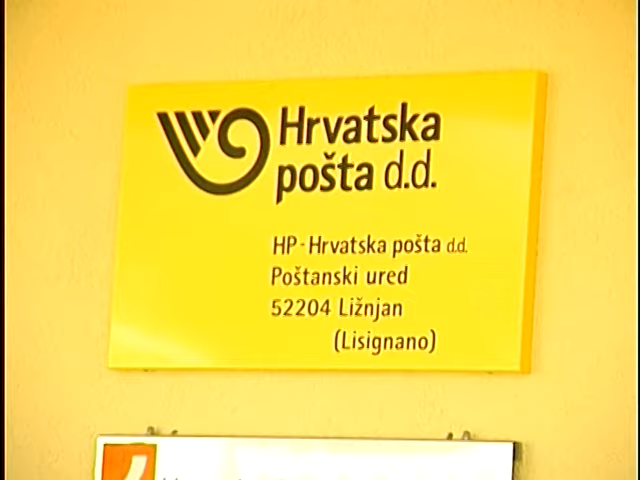 Hrvatska
pošta d.d.
HP - Hrvatska pošta d.d.
Poštanski ured
52204 Ližnjan
(Lisignano)